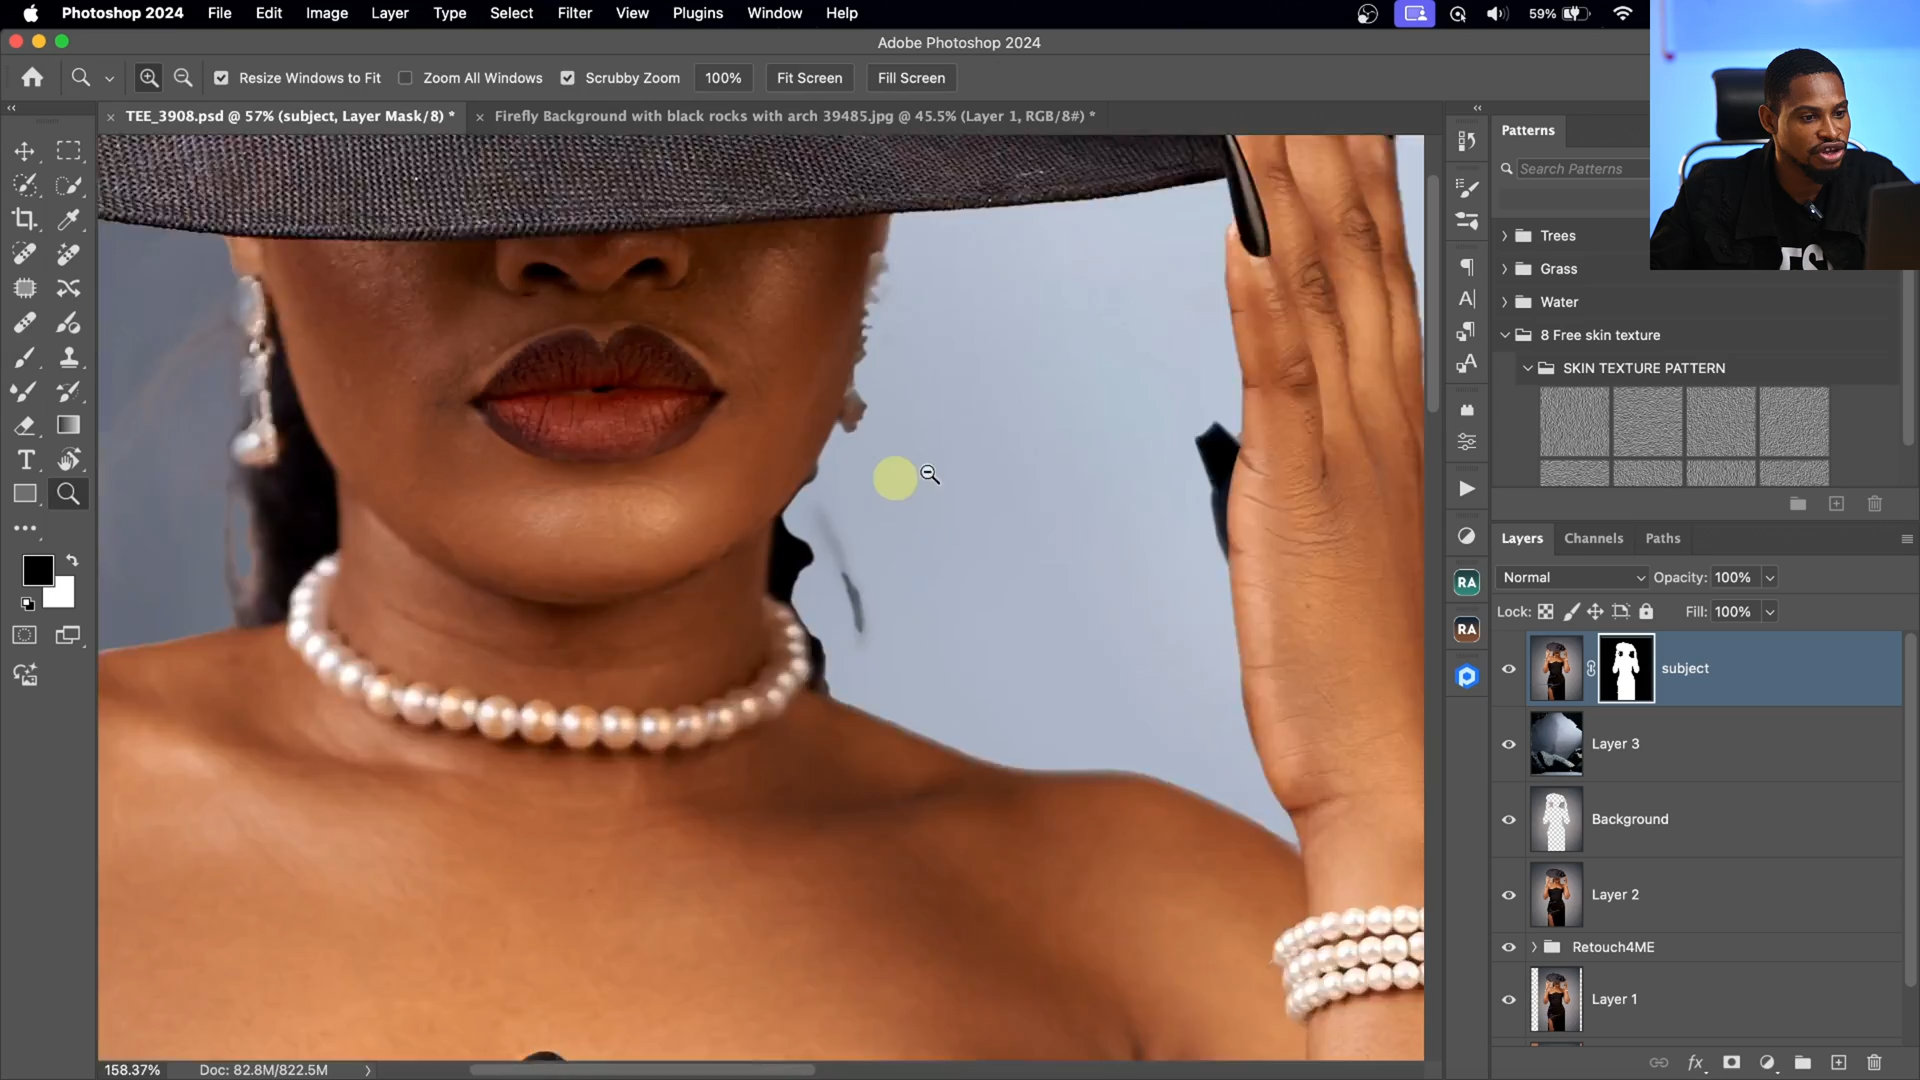 Photoshop 2024 File Edit Image Layer Type Select Filter View Plugins Window Help 59%
Adobe Photoshop 2024
Resize Windows to Fit Zoom All Windows Scrubby Zoom 100% Fit Screen Fill Screen
× TEE_3908.psd @ 57% (subject, Layer Mask/8) * × Firefly Background with black rocks with arch 39485.jpg @ 45.5% (Layer 1, RGB/8#) *
Patterns
Search Patterns
Trees
Grass
Water
8 Free skin texture
SKIN TEXTURE PATTERN
Layers Channels Paths
Normal Opacity: 100%
Lock: Fill: 100%
RA
RA
subject
Layer 3
Background
Layer 2
Retouch4ME
Layer 1
fx
158.37% Doc: 82.8M/822.5M